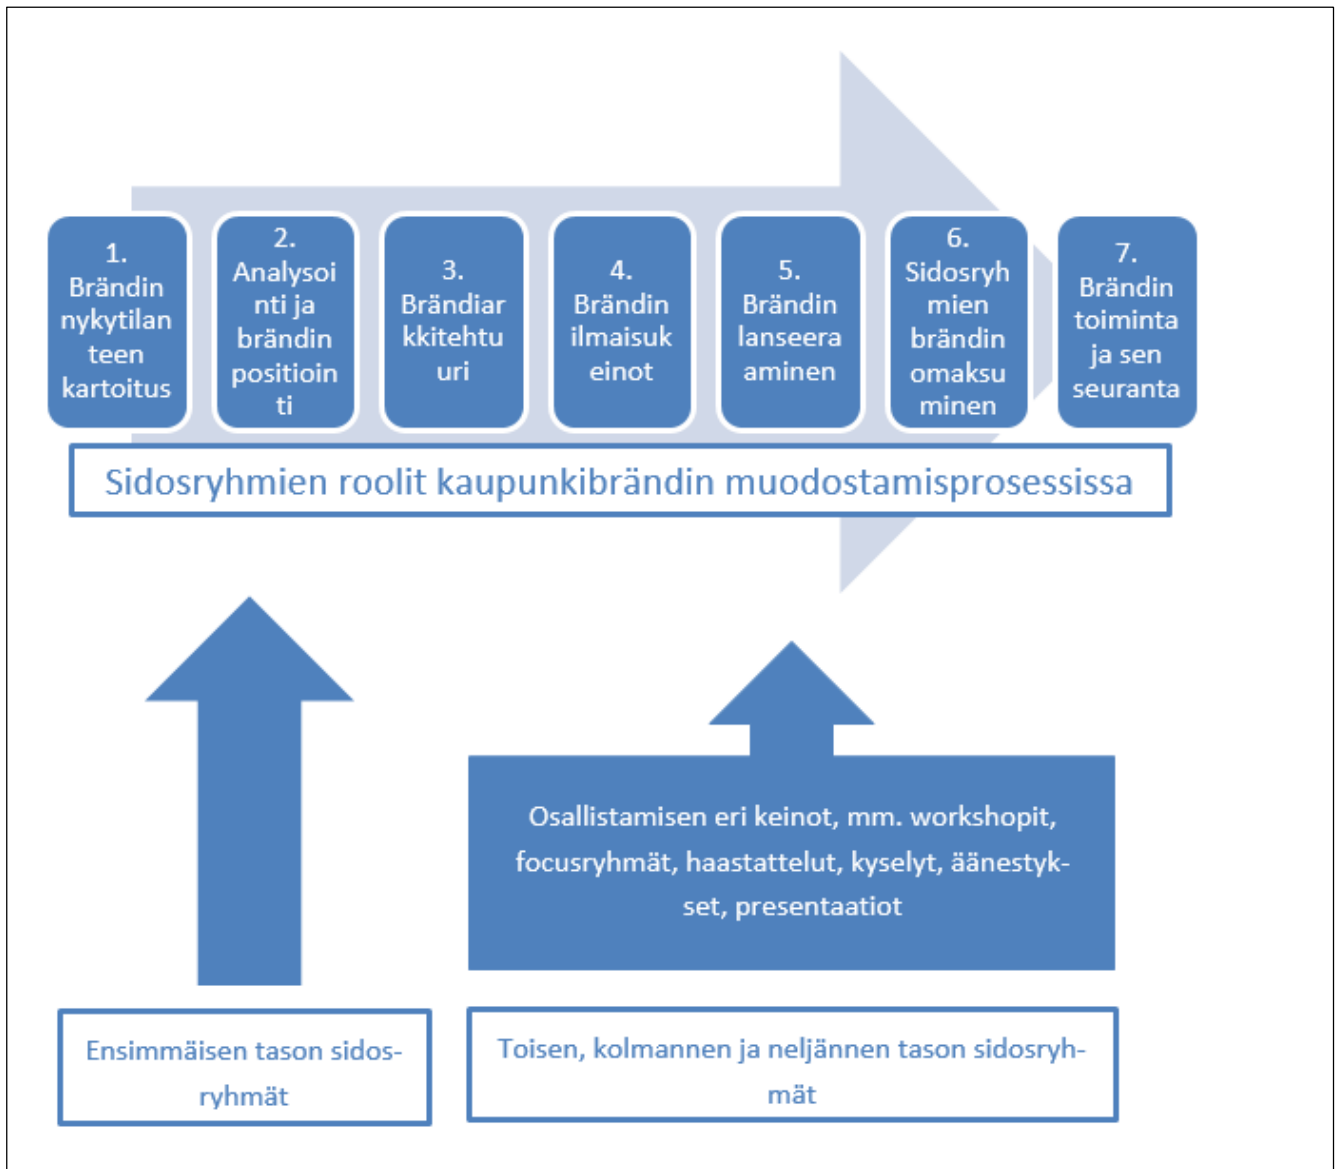 1.
Brändin
nykytilan
teen
kartoitus
2.
Analysoi
nti ja
brändin
positioin
ti
3.
Brändiar
kkitehtu
uri
4.
Brändin
ilmaisuk
einot
5.
Brändin
lanseera
aminen
6.
Sidosryh
mien
brändin
omaksu
minen
7.
Brändin
toiminta
ja sen
seuranta
Sidosryhmien roolit kaupunkibrändin muodostamisprosessissa
Osallistamisen eri keinot, mm. workshopit,
focusryhmät, haastattelut, kyselyt, äänestyk-
set, presentaatiot
Ensimmäisen tason sidos-
ryhmät
Toisen, kolmannen ja neljännen tason sidosryh-
mät